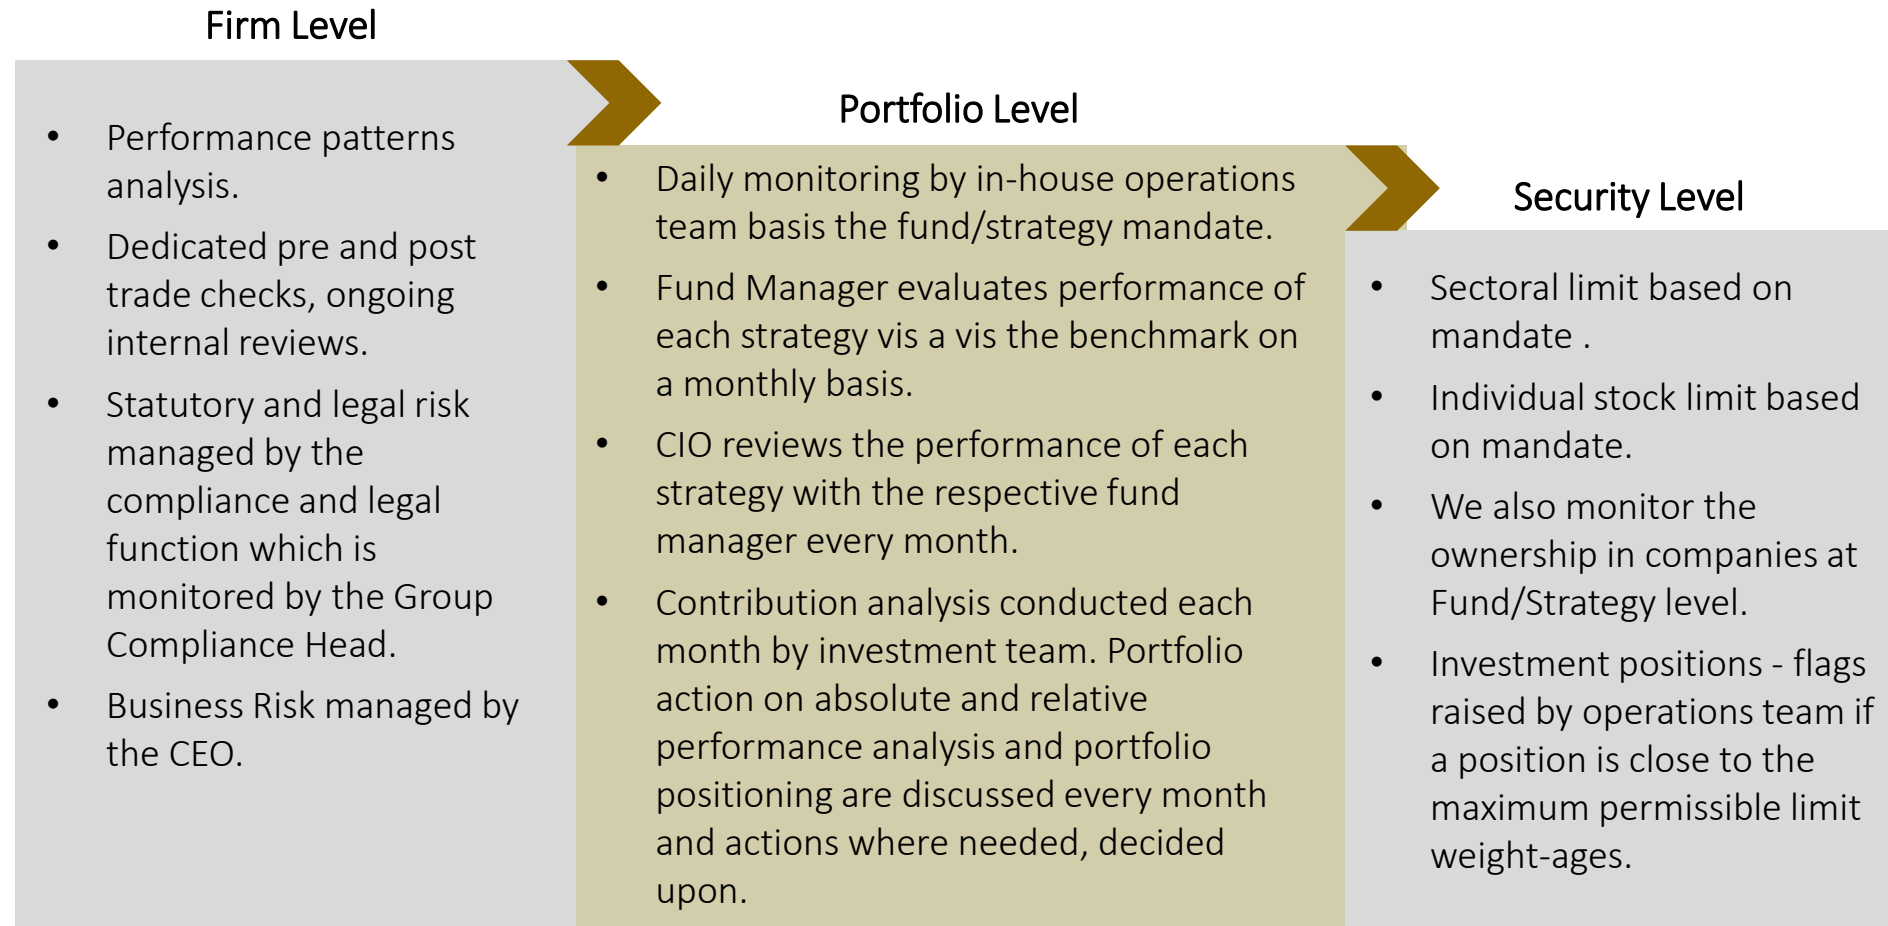 Firm Level
• Performance patterns
analysis.
• Dedicated pre and post
trade checks, ongoing
internal reviews.
• Statutory and legal risk
managed by the
compliance and legal
function which is
monitored by the Group
Compliance Head.
• Business Risk managed by
the CEO.
Portfolio Level
• Daily monitoring by in-house operations
team basis the fund/strategy mandate.
• Fund Manager evaluates performance of
each strategy vis a vis the benchmark on
a monthly basis.
• CIO reviews the performance of each
strategy with the respective fund
manager every month.
• Contribution analysis conducted each
month by investment team. Portfolio
action on absolute and relative
performance analysis and portfolio
positioning are discussed every month
and actions where needed, decided
upon.
Security Level
• Sectoral limit based on
mandate .
• Individual stock limit based
on mandate.
• We also monitor the
ownership in companies at
Fund/Strategy level.
• Investment positions - flags
raised by operations team if
a position is close to the
maximum permissible limit
weight-ages.